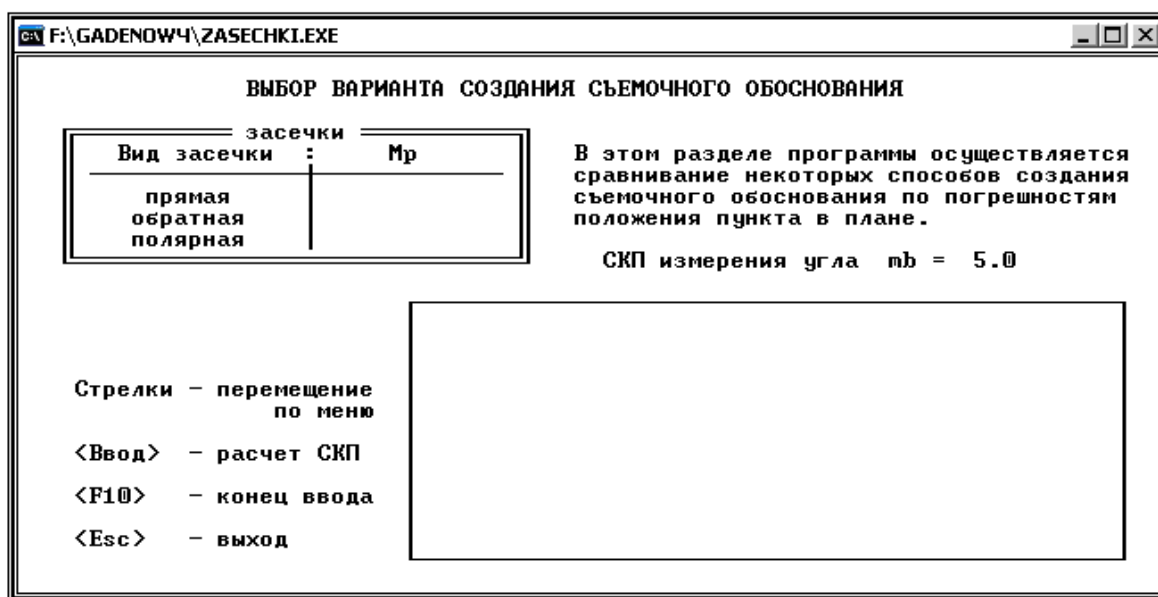 F:\GADENOWЧ\ZASECHKI.EXE
ВЫБОР ВАРИАНТА СОЗДАНИЯ СЪЕМОЧНОГО ОБОСНОВАНИЯ
засечки
Вид засечки : Мр
прямая
обратная
полярная
В этом разделе программы осуществляется
сравнивание некоторых способов создания
съемочного обоснования по погрешностям
положения пункта в плане.
СКП измерения угла mb = 5.0
Стрелки – перемещение
по меню
<Ввод> – расчет СКП
<F10> – конец ввода
<Esc> – выход